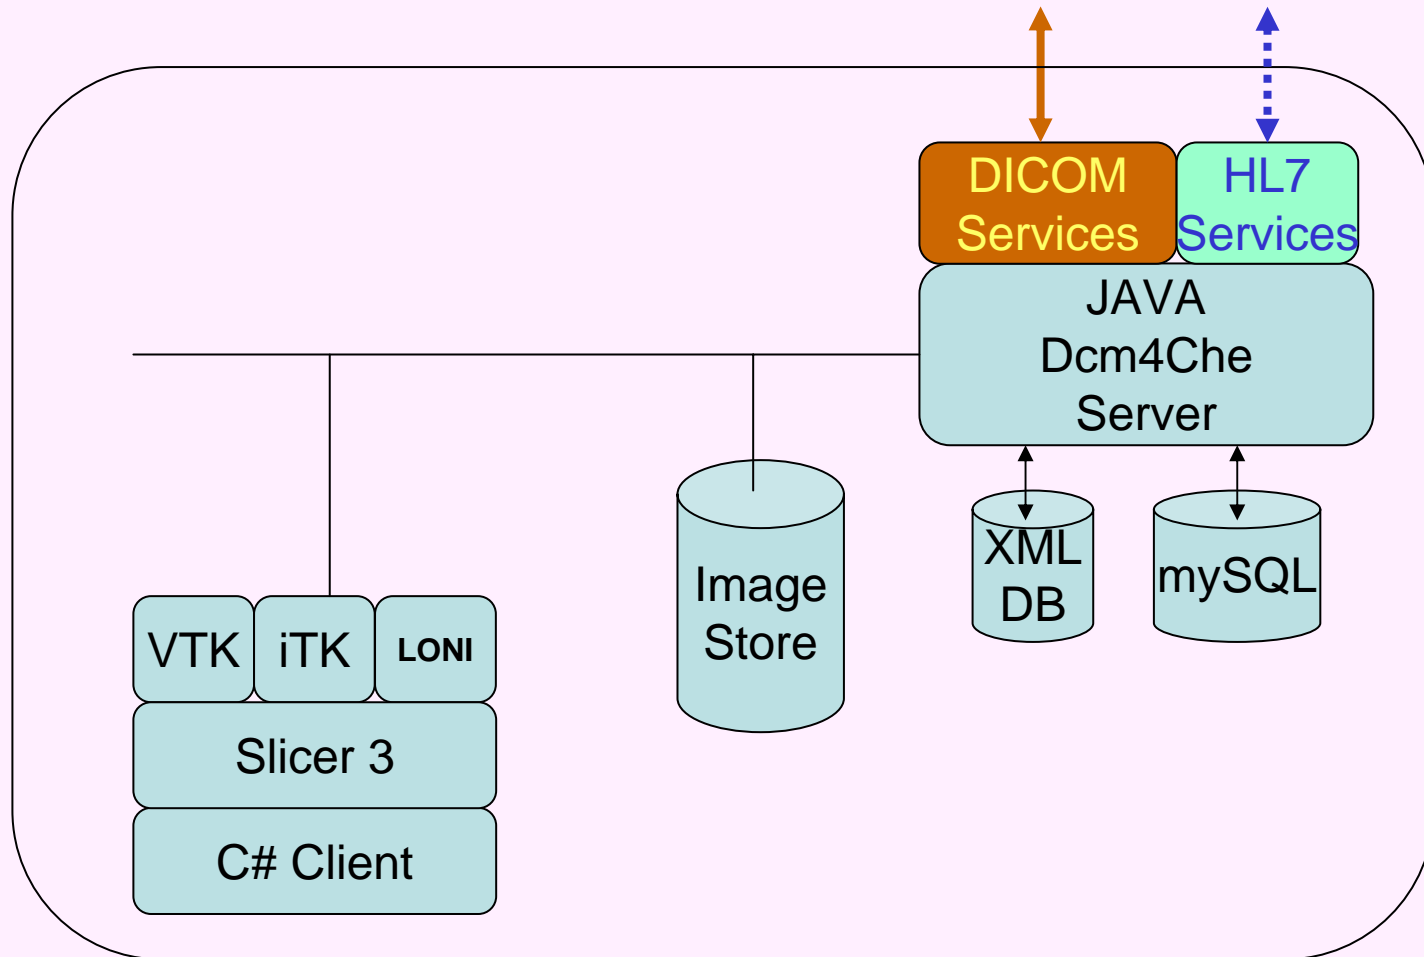 DICOM
Services
HL7
Services
JAVA
Dcm4Che
Server
XML
DB
mySQL
Image
Store
VTK
iTK
LONI
Slicer 3
C# Client